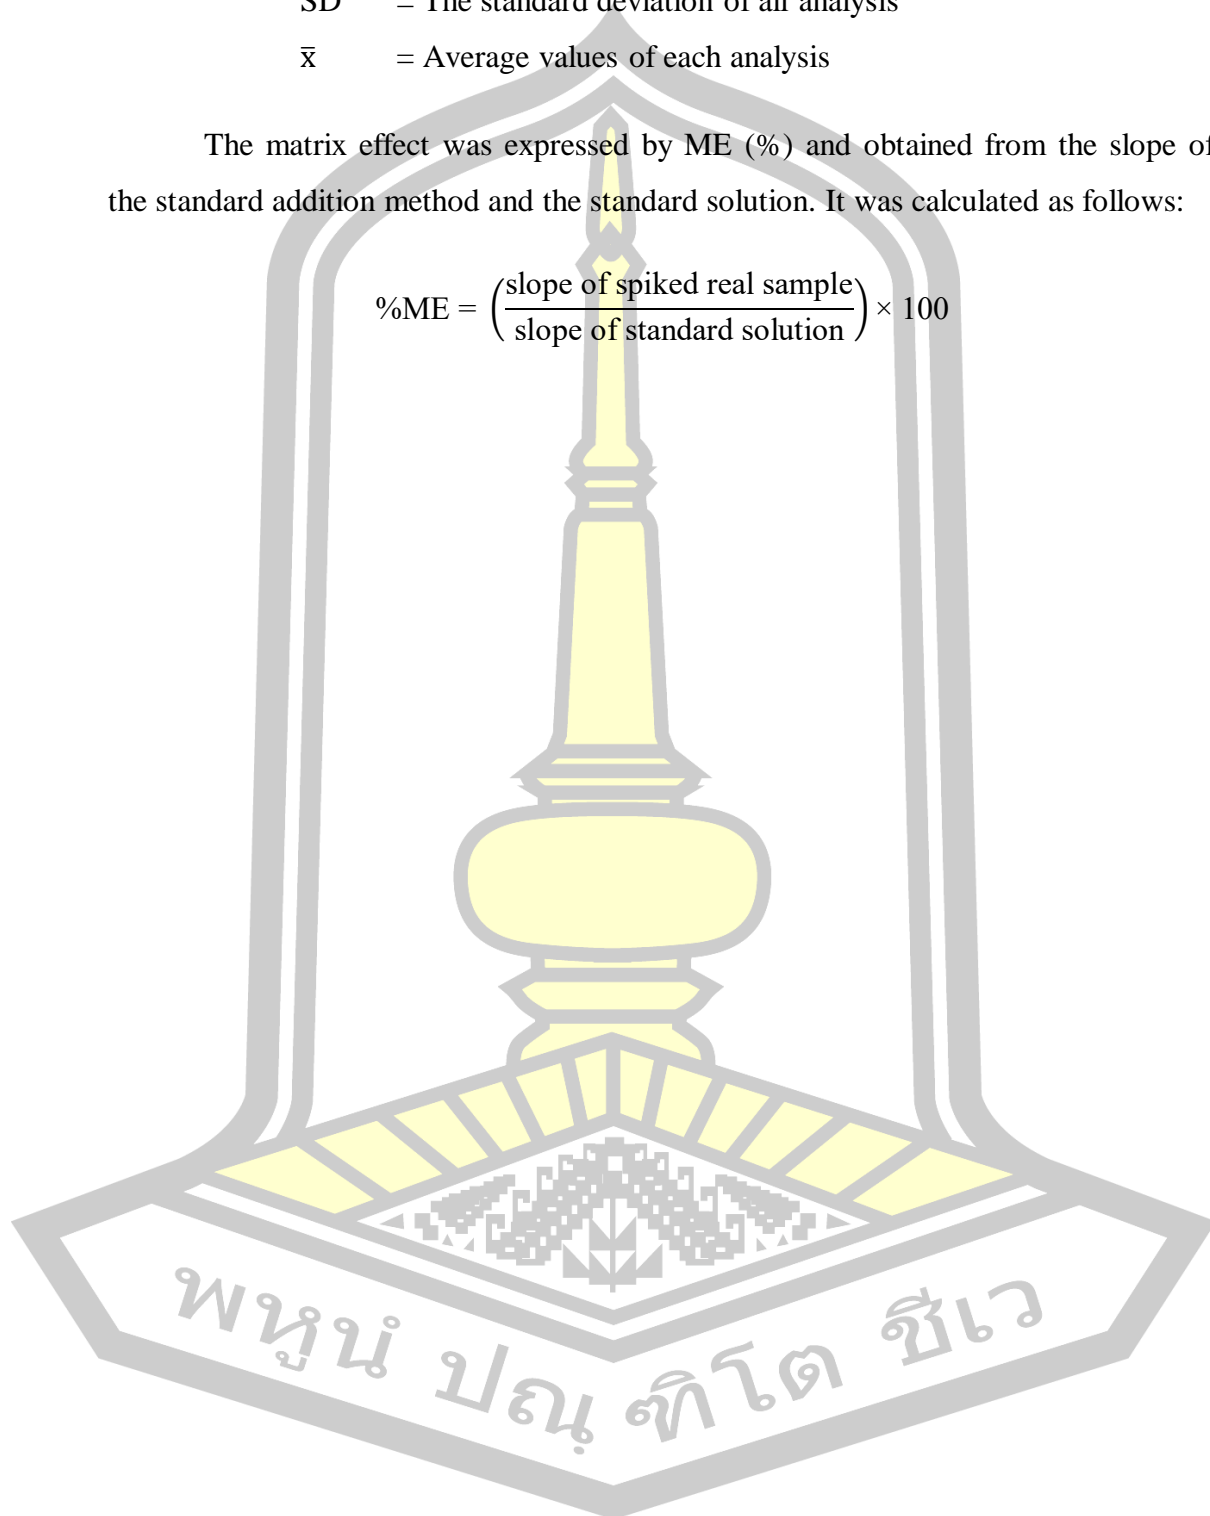 SD = The standard deviation of all analysis
x̅ = Average values of each analysis
The matrix effect was expressed by ME (%) and obtained from the slope of
the standard addition method and the standard solution. It was calculated as follows:
%ME = (slope of spiked real sample / slope of standard solution) × 100
พหูนํ ปณฺฑิโต ชีเว